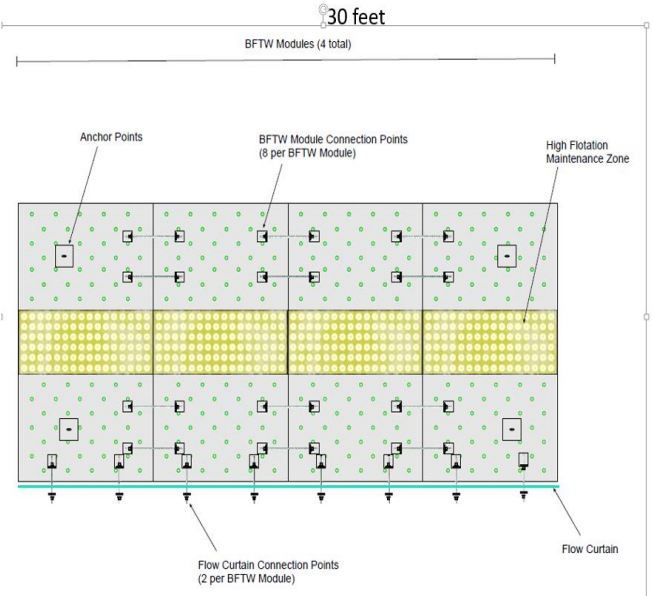 30 feet
BFTW Modules (4 total)
Anchor Points
BFTW Module Connection Points
(8 per BFTW Module)
High Flotation
Maintenance Zone
Flow Curtain Connection Points
(2 per BFTW Module)
Flow Curtain